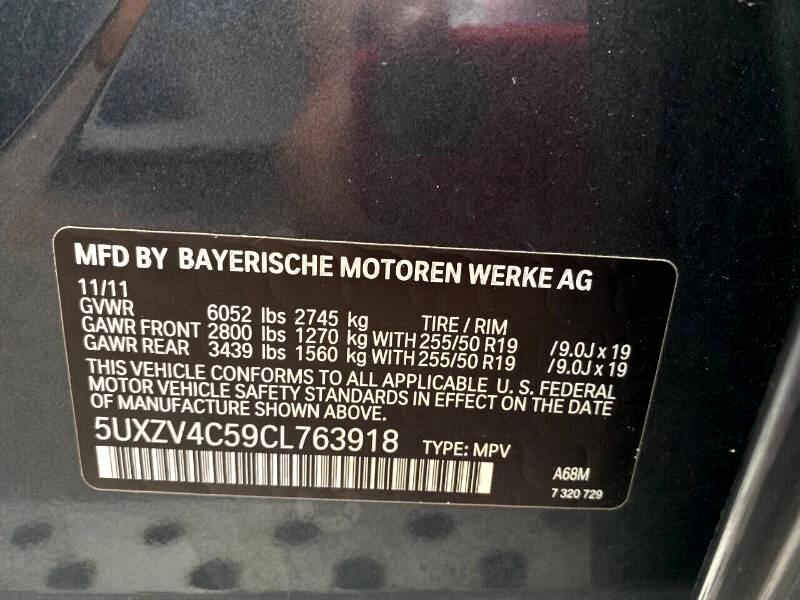 MFD BY BAYERISCHE MOTOREN WERKE AG
11/11
GVWR 6052 lbs 2745 kg TIRE / RIM
GAWR FRONT 2800 lbs 1270 kg WITH 255/50 R19 /9.0J x 19
GAWR REAR 3439 lbs 1560 kg WITH 255/50 R19 /9.0J x 19
THIS VEHICLE CONFORMS TO ALL APPLICABLE U. S. FEDERAL
MOTOR VEHICLE SAFETY STANDARDS IN EFFECT ON THE DATE
OF MANUFACTURE SHOWN ABOVE.
5UXZV4C59CL763918 TYPE: MPV
A68M
7 320 729